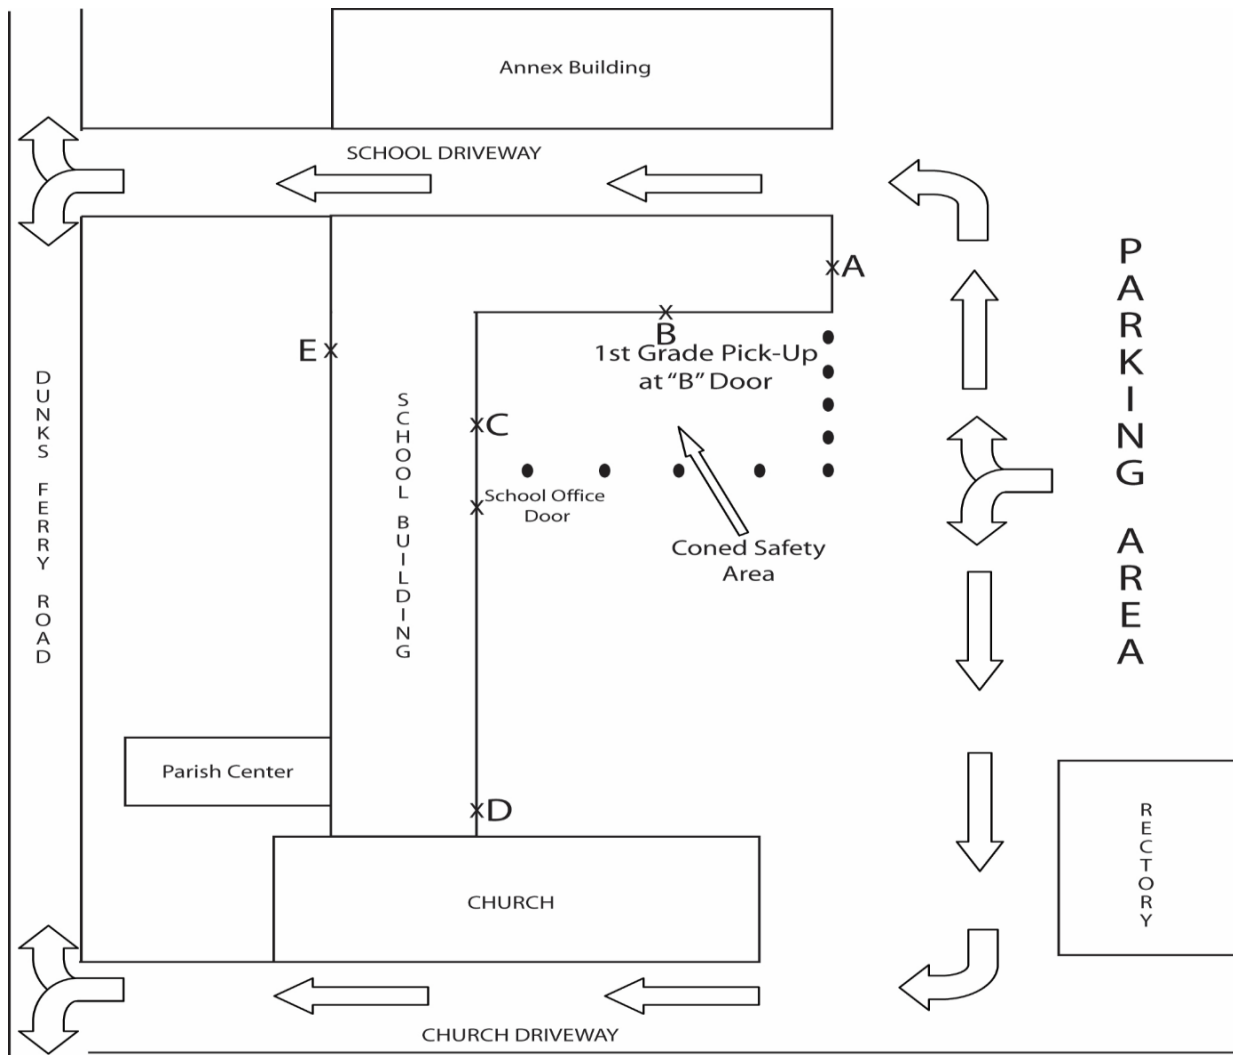 Annex Building
SCHOOL DRIVEWAY
A
B
1st Grade Pick-Up
at “B” Door
E
C
School Office
Door
Coned Safety
Area
D
DUNKS FERRY ROAD
SCHOOL BUILDING
PARKING AREA
Parish Center
RECTORY
CHURCH
CHURCH DRIVEWAY